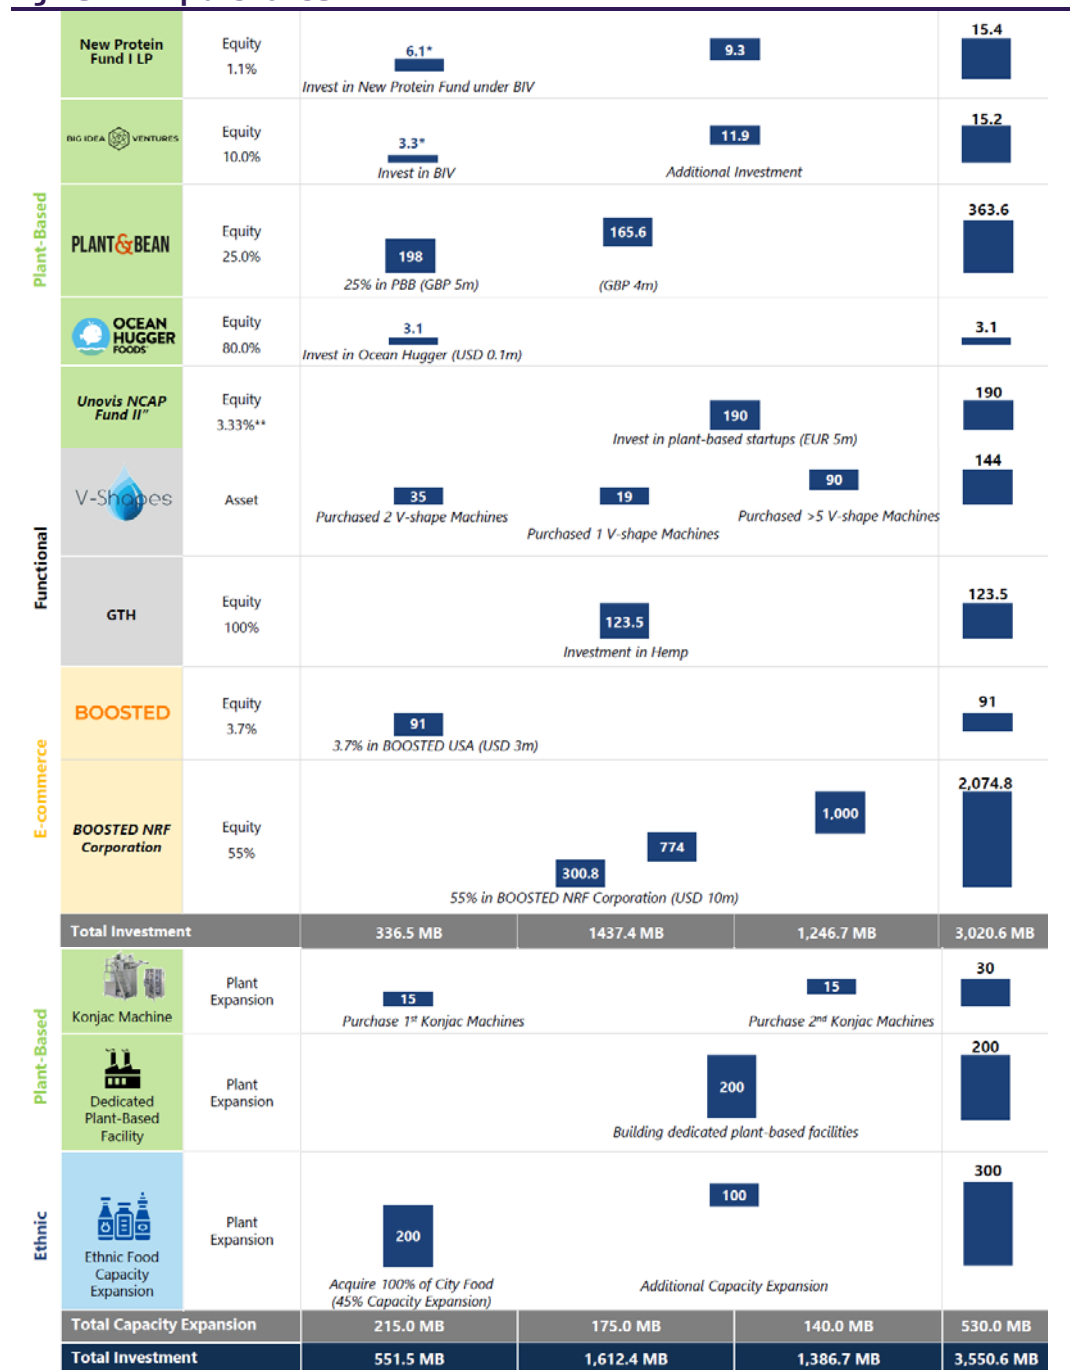 New Protein
Fund I LP
Equity
1.1%
6.1*
Invest in New Protein Fund under BIV
9.3
15.4
BIG IDEA VENTURES
Equity
10.0%
3.3*
Invest in BIV
11.9
Additional Investment
15.2
Plant-Based
PLANT&BEAN
Equity
25.0%
198
25% in PBB (GBP 5m)
165.6
(GBP 4m)
363.6
OCEAN
HUGGER
FOODS
Equity
80.0%
3.1
Invest in Ocean Hugger (USD 0.1m)
3.1
Unovis NCAP
Fund II"
Equity
3.33%**
190
Invest in plant-based startups (EUR 5m)
190
Functional
V-Shapes
Asset
35
Purchased 2 V-shape Machines
19
Purchased 1 V-shape Machines
90
Purchased >5 V-shape Machines
144
GTH
Equity
100%
123.5
Investment in Hemp
123.5
E-commerce
BOOSTED
Equity
3.7%
91
3.7% in BOOSTED USA (USD 3m)
91
BOOSTED NRF
Corporation
Equity
55%
300.8
774
1,000
55% in BOOSTED NRF Corporation (USD 10m)
2,074.8
Total Investment 336.5 MB 1437.4 MB 1,246.7 MB 3,020.6 MB
Plant-Based
Konjac Machine
Plant
Expansion
15
Purchase 1st Konjac Machines
15
Purchase 2nd Konjac Machines
30
Dedicated
Plant-Based
Facility
Plant
Expansion
200
Building dedicated plant-based facilities
200
Ethnic
Ethnic Food
Capacity
Expansion
Plant
Expansion
200
Acquire 100% of City Food
(45% Capacity Expansion)
100
Additional Capacity Expansion
300
Total Capacity Expansion 215.0 MB 175.0 MB 140.0 MB 530.0 MB
Total Investment 551.5 MB 1,612.4 MB 1,386.7 MB 3,550.6 MB